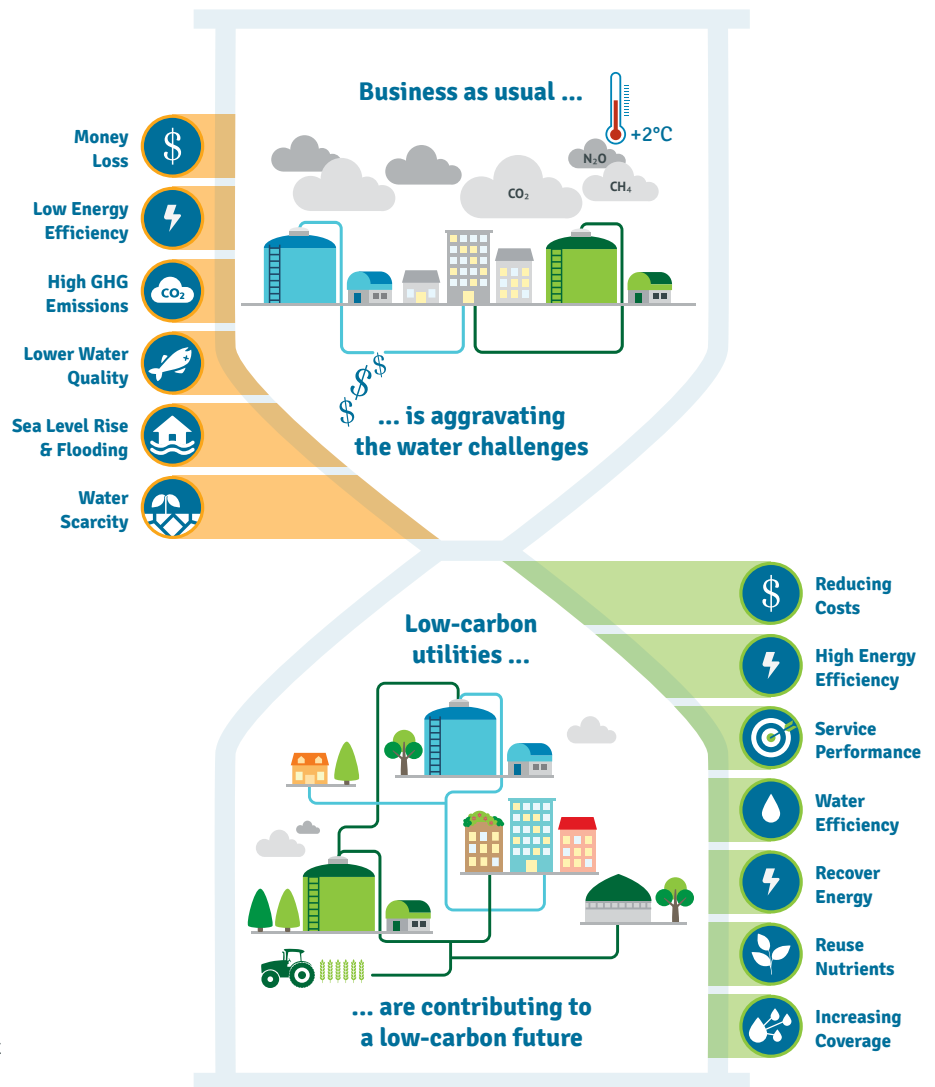 Business as usual ...
+2°C
N₂O
CH₄
CO₂
Money
Loss
$
Low Energy
Efficiency
High GHG
Emissions
CO₂
Lower Water
Quality
Sea Level Rise
& Flooding
Water
Scarcity
$
$
$
... is aggravating
the water challenges
Low-carbon
utilities ...
... are contributing to
a low-carbon future
$
Reducing
Costs
High Energy
Efficiency
Service
Performance
Water
Efficiency
Recover
Energy
Reuse
Nutrients
Increasing
Coverage